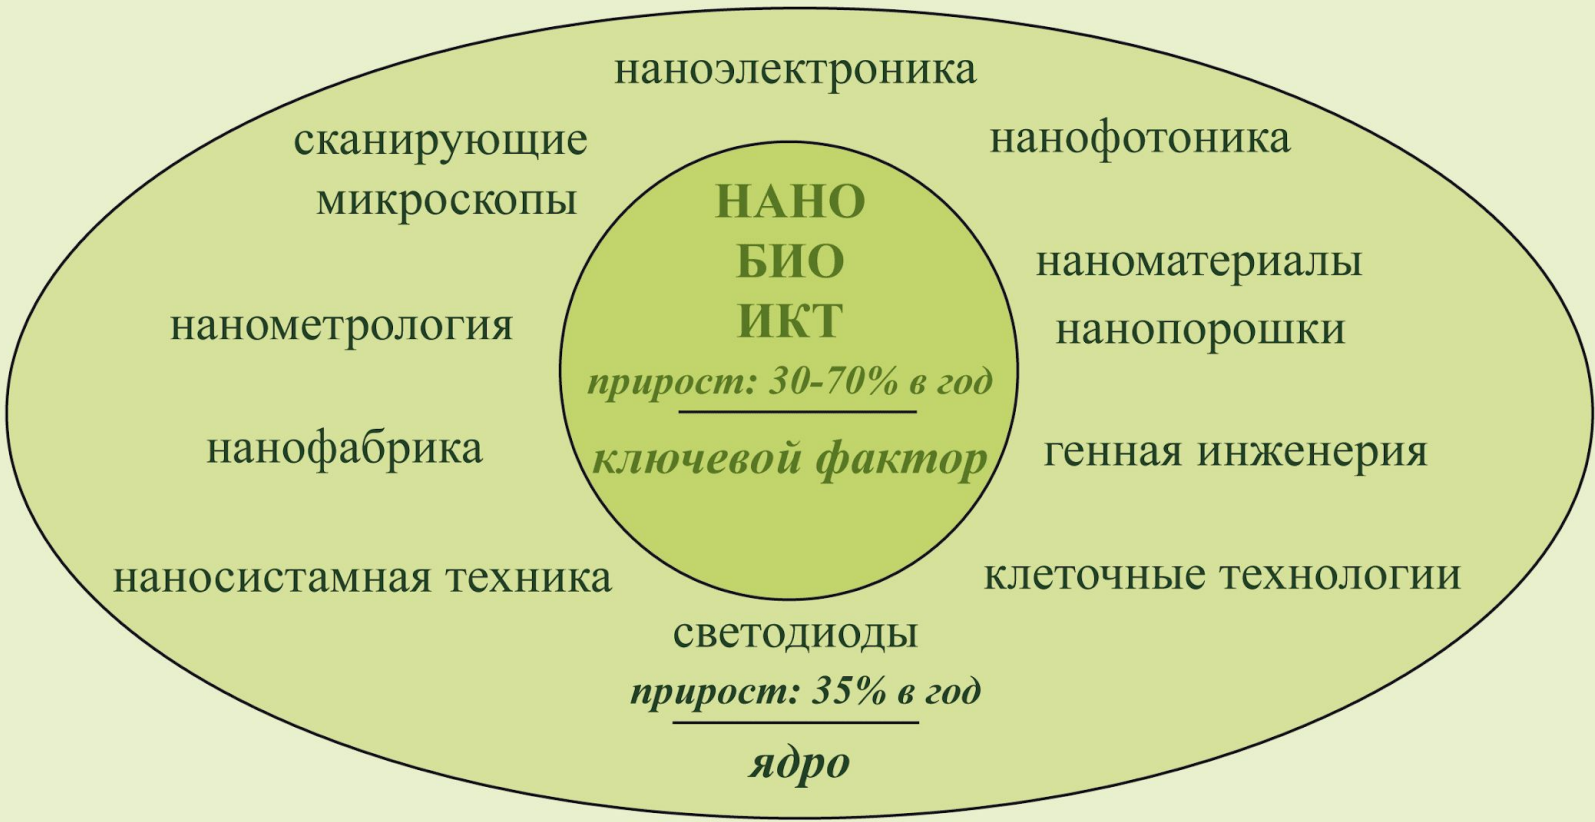 наноэлектроника
сканирующие
микроскопы
нанофотоника
НАНО
БИО
ИКТ
прирост: 30-70% в год
ключевой фактор
наноматериалы
нанопорошки
нанометрология
нанофабрика
генная инженерия
наносистамная техника
клеточные технологии
светодиоды
прирост: 35% в год
ядро